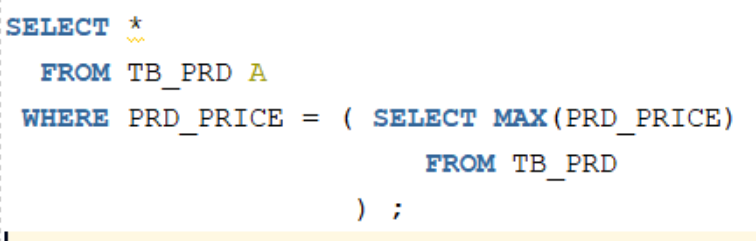 SELECT *
FROM TB_PRD A
WHERE PRD_PRICE = ( SELECT MAX(PRD_PRICE)
FROM TB_PRD
) ;